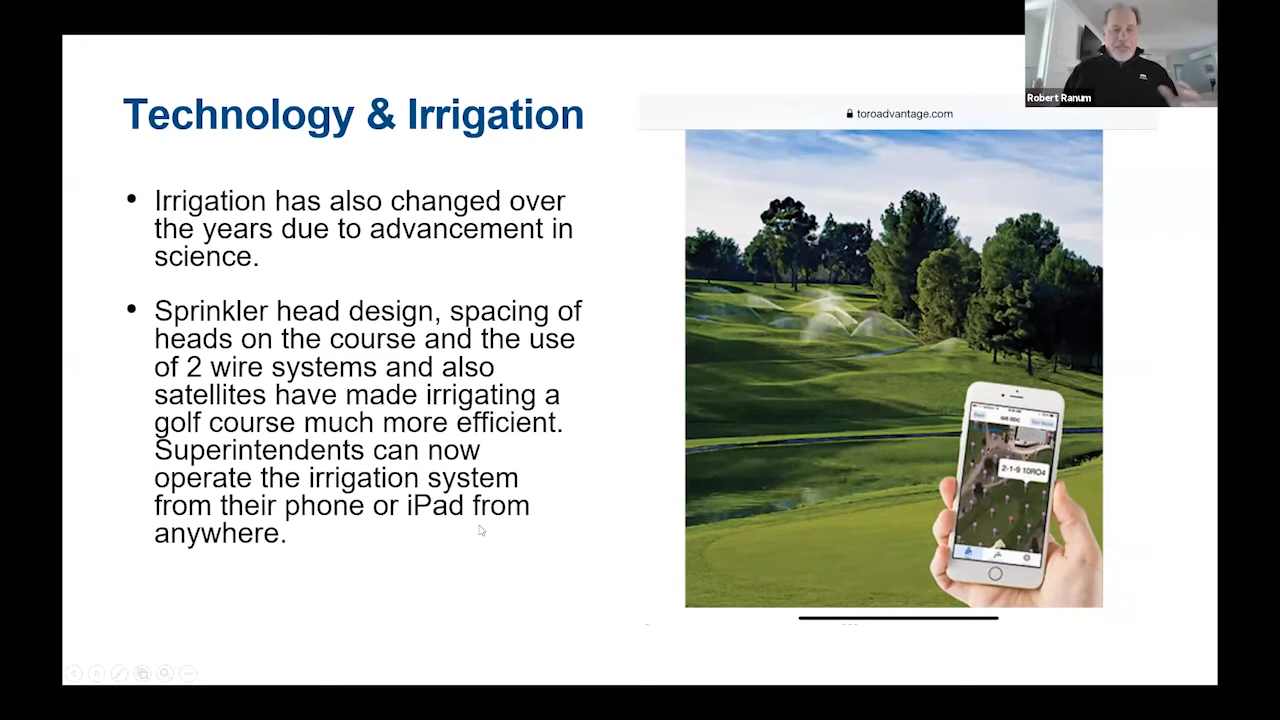 Robert Ranum
Technology & Irrigation
toroadvantage.com
• Irrigation has also changed over
the years due to advancement in
science.
• Sprinkler head design, spacing of
heads on the course and the use
of 2 wire systems and also
satellites have made irrigating a
golf course much more efficient.
Superintendents can now
operate the irrigation system
from their phone or iPad from
anywhere.
2-1-9 10RO4